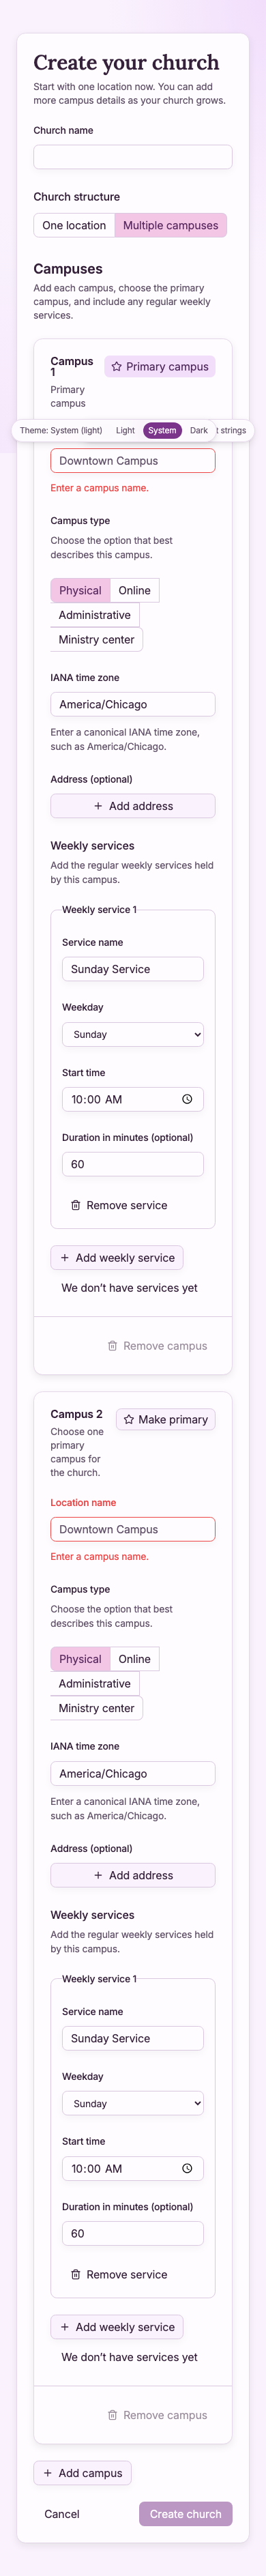 Create your church
Start with one location now. You can add
more campus details as your church grows.
Church name
Church structure
One location
Multiple campuses
Campuses
Add each campus, choose the primary
campus, and include any regular weekly
services.
Campus
1
Primary
campus
Primary campus
Theme: System (light)
Light
System
Dark
t strings
Downtown Campus
Enter a campus name.
Campus type
Choose the option that best
describes this campus.
Physical
Online
Administrative
Ministry center
IANA time zone
America/Chicago
Enter a canonical IANA time zone,
such as America/Chicago.
Address (optional)
Add address
Weekly services
Add the regular weekly services held
by this campus.
Weekly service 1
Service name
Sunday Service
Weekday
Sunday
Start time
10:00 AM
Duration in minutes (optional)
60
Remove service
Add weekly service
We don't have services yet
Remove campus
Campus 2
Choose one
primary
campus for
the church.
Make primary
Location name
Downtown Campus
Enter a campus name.
Campus type
Choose the option that best
describes this campus.
Physical
Online
Administrative
Ministry center
IANA time zone
America/Chicago
Enter a canonical IANA time zone,
such as America/Chicago.
Address (optional)
Add address
Weekly services
Add the regular weekly services held
by this campus.
Weekly service 1
Service name
Sunday Service
Weekday
Sunday
Start time
10:00 AM
Duration in minutes (optional)
60
Remove service
Add weekly service
We don't have services yet
Remove campus
Add campus
Cancel
Create church